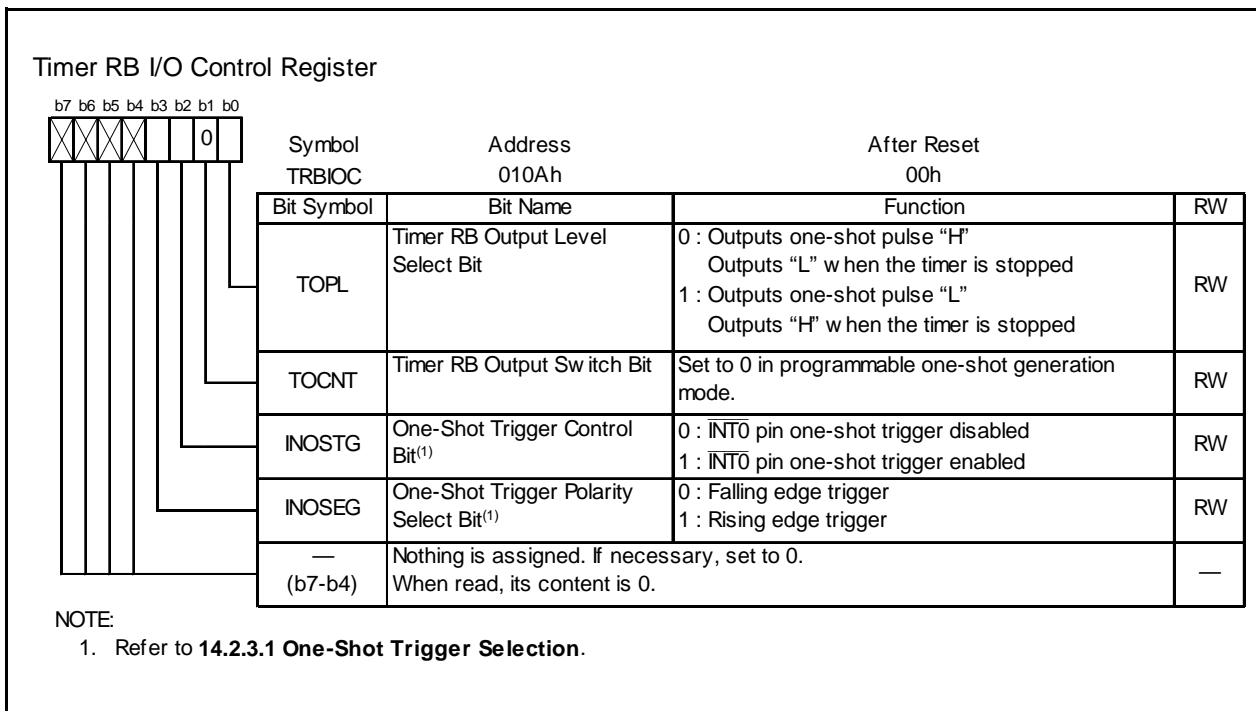 Timer RB I/O Control Register
b7 b6 b5 b4 b3 b2 b1 b0
0
Symbol Address After Reset
TRBIOC 010Ah 00h
Bit Symbol Bit Name Function RW
TOPL Timer RB Output Level Select Bit 0 : Outputs one-shot pulse “H”
Outputs “L” when the timer is stopped
1 : Outputs one-shot pulse “L”
Outputs “H” when the timer is stopped RW
TOCNT Timer RB Output Switch Bit Set to 0 in programmable one-shot generation mode. RW
INOSTG One-Shot Trigger Control Bit(1) 0 : INT0 pin one-shot trigger disabled
1 : INT0 pin one-shot trigger enabled RW
INOSEG One-Shot Trigger Polarity Select Bit(1) 0 : Falling edge trigger
1 : Rising edge trigger RW
— (b7-b4) Nothing is assigned. If necessary, set to 0.
When read, its content is 0. —
NOTE:
1. Refer to 14.2.3.1 One-Shot Trigger Selection.